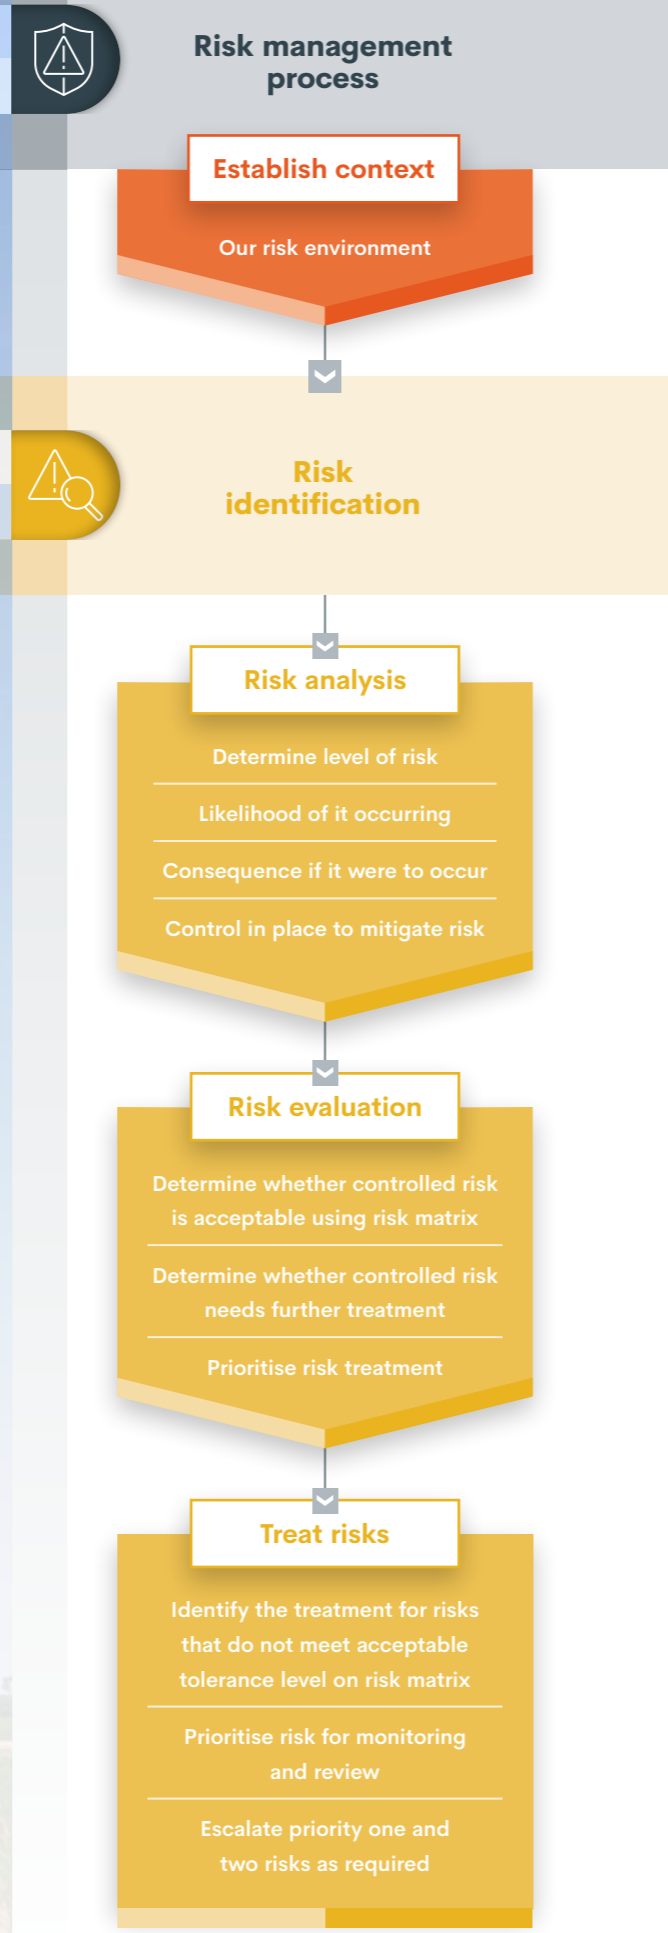 Risk management
process
Establish context
Our risk environment
Risk
identification
Risk analysis
Determine level of risk
Likelihood of it occurring
Consequence if it were to occur
Control in place to mitigate risk
Risk evaluation
Determine whether controlled risk
is acceptable using risk matrix
Determine whether controlled risk
needs further treatment
Prioritise risk treatment
Treat risks
Identify the treatment for risks
that do not meet acceptable
tolerance level on risk matrix
Prioritise risk for monitoring
and review
Escalate priority one and
two risks as required